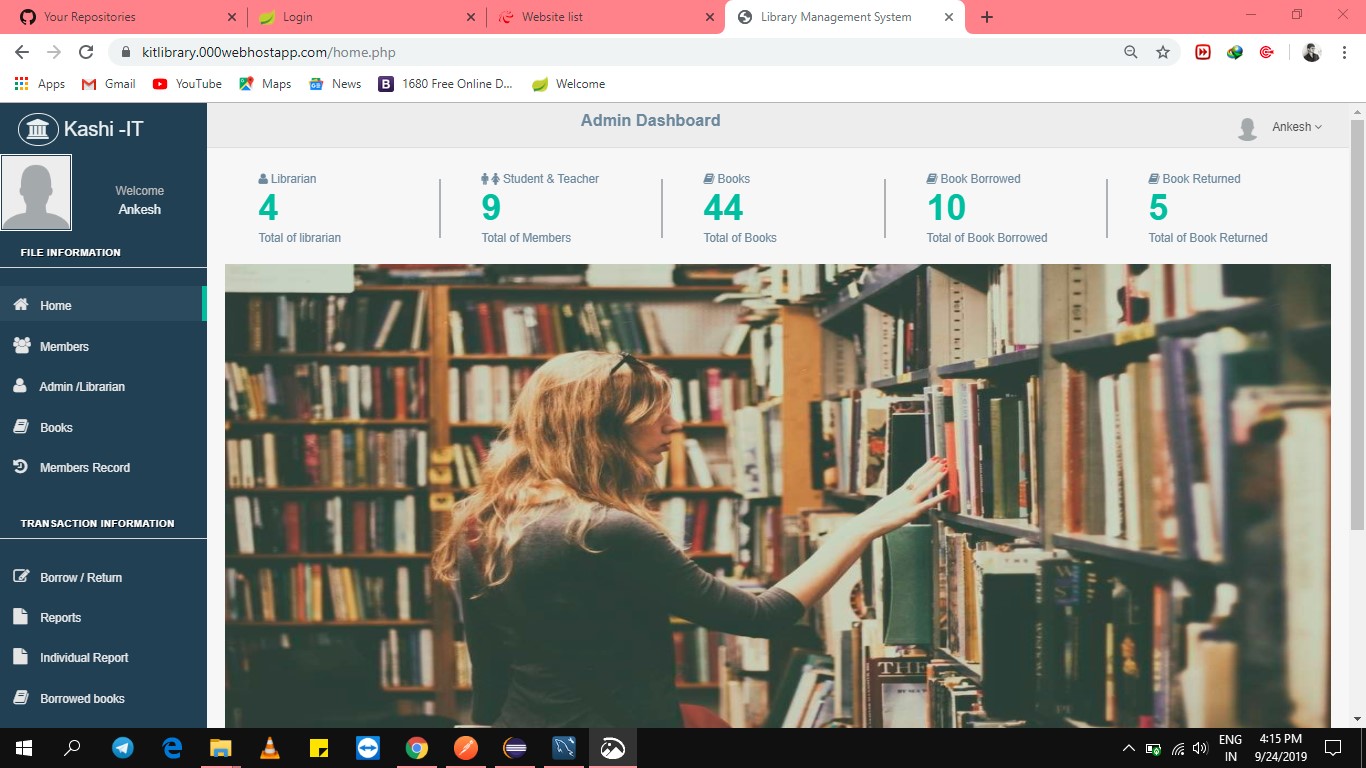 Your Repositories
Login
Website list
Library Management System
kitlibrary.000webhostapp.com/home.php
Apps
Gmail
YouTube
Maps
News
B
1680 Free Online D...
Welcome
Kashi -IT
Welcome
Ankesh
FILE INFORMATION
Home
Members
Admin /Librarian
Books
Members Record
TRANSACTION INFORMATION
Borrow / Return
Reports
Individual Report
Borrowed books
Admin Dashboard
Ankesh
Librarian
4
Total of librarian
Student & Teacher
9
Total of Members
Books
44
Total of Books
Book Borrowed
10
Total of Book Borrowed
Book Returned
5
Total of Book Returned
THE
ENG
IN
4:15 PM
9/24/2019